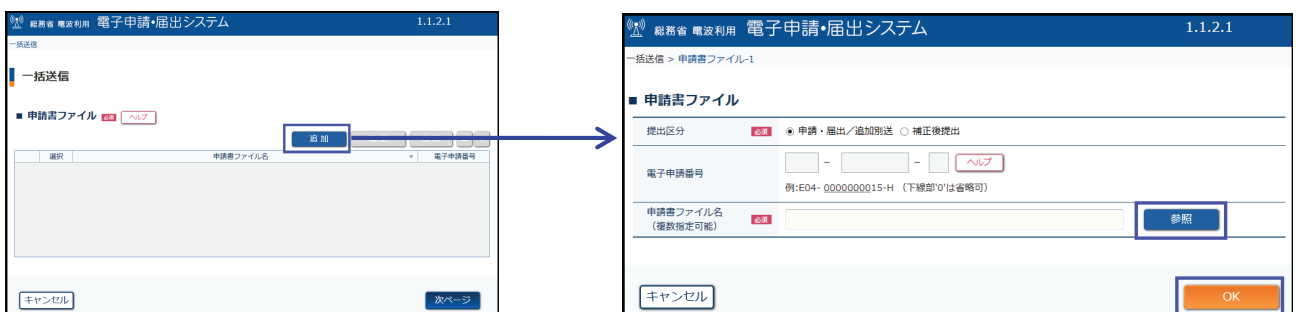 総務省 電波利用 電子申請・届出システム 1.1.2.1
一括送信
一括送信
■ 申請書ファイル 必須 ヘルプ
追加
選択 申請書ファイル名 ▼ 電子申請番号
キャンセル 次ページ
総務省 電波利用 電子申請・届出システム 1.1.2.1
一括送信 > 申請書ファイル-1
■ 申請書ファイル
提出区分 必須 申請・届出／追加別送 補正後提出
電子申請番号 － － ヘルプ
例:E04- 0000000015-H （下線部'0'は省略可）
申請書ファイル名 必須 参照
（複数指定可能）
キャンセル OK